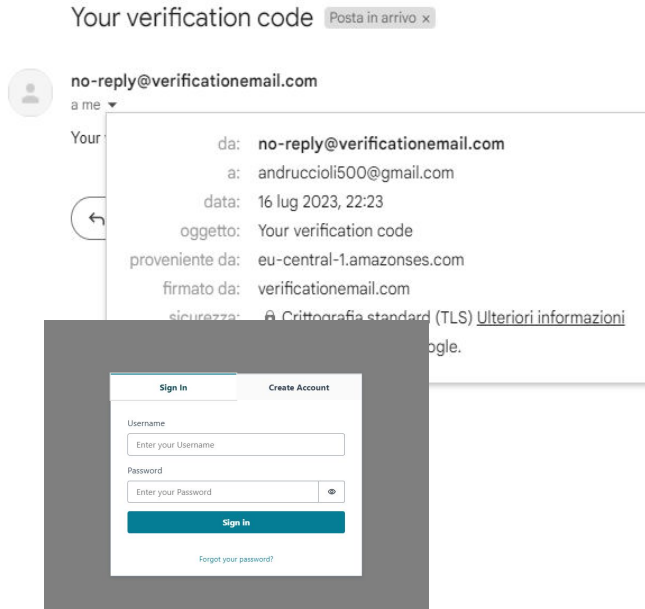 Your verification code Posta in arrivo x
no-reply@verificationemail.com
a me
Your
da: no-reply@verificationemail.com
a: andruccioli500@gmail.com
data: 16 lug 2023, 22:23
oggetto: Your verification code
proveniente da: eu-central-1.amazonses.com
firmato da: verificationemail.com
sicurezza: Crittografia standard (TLS) Ulteriori informazioni
Sign In Create Account
Username
Enter your Username
Password
Enter your Password
Sign in
Forgot your password?